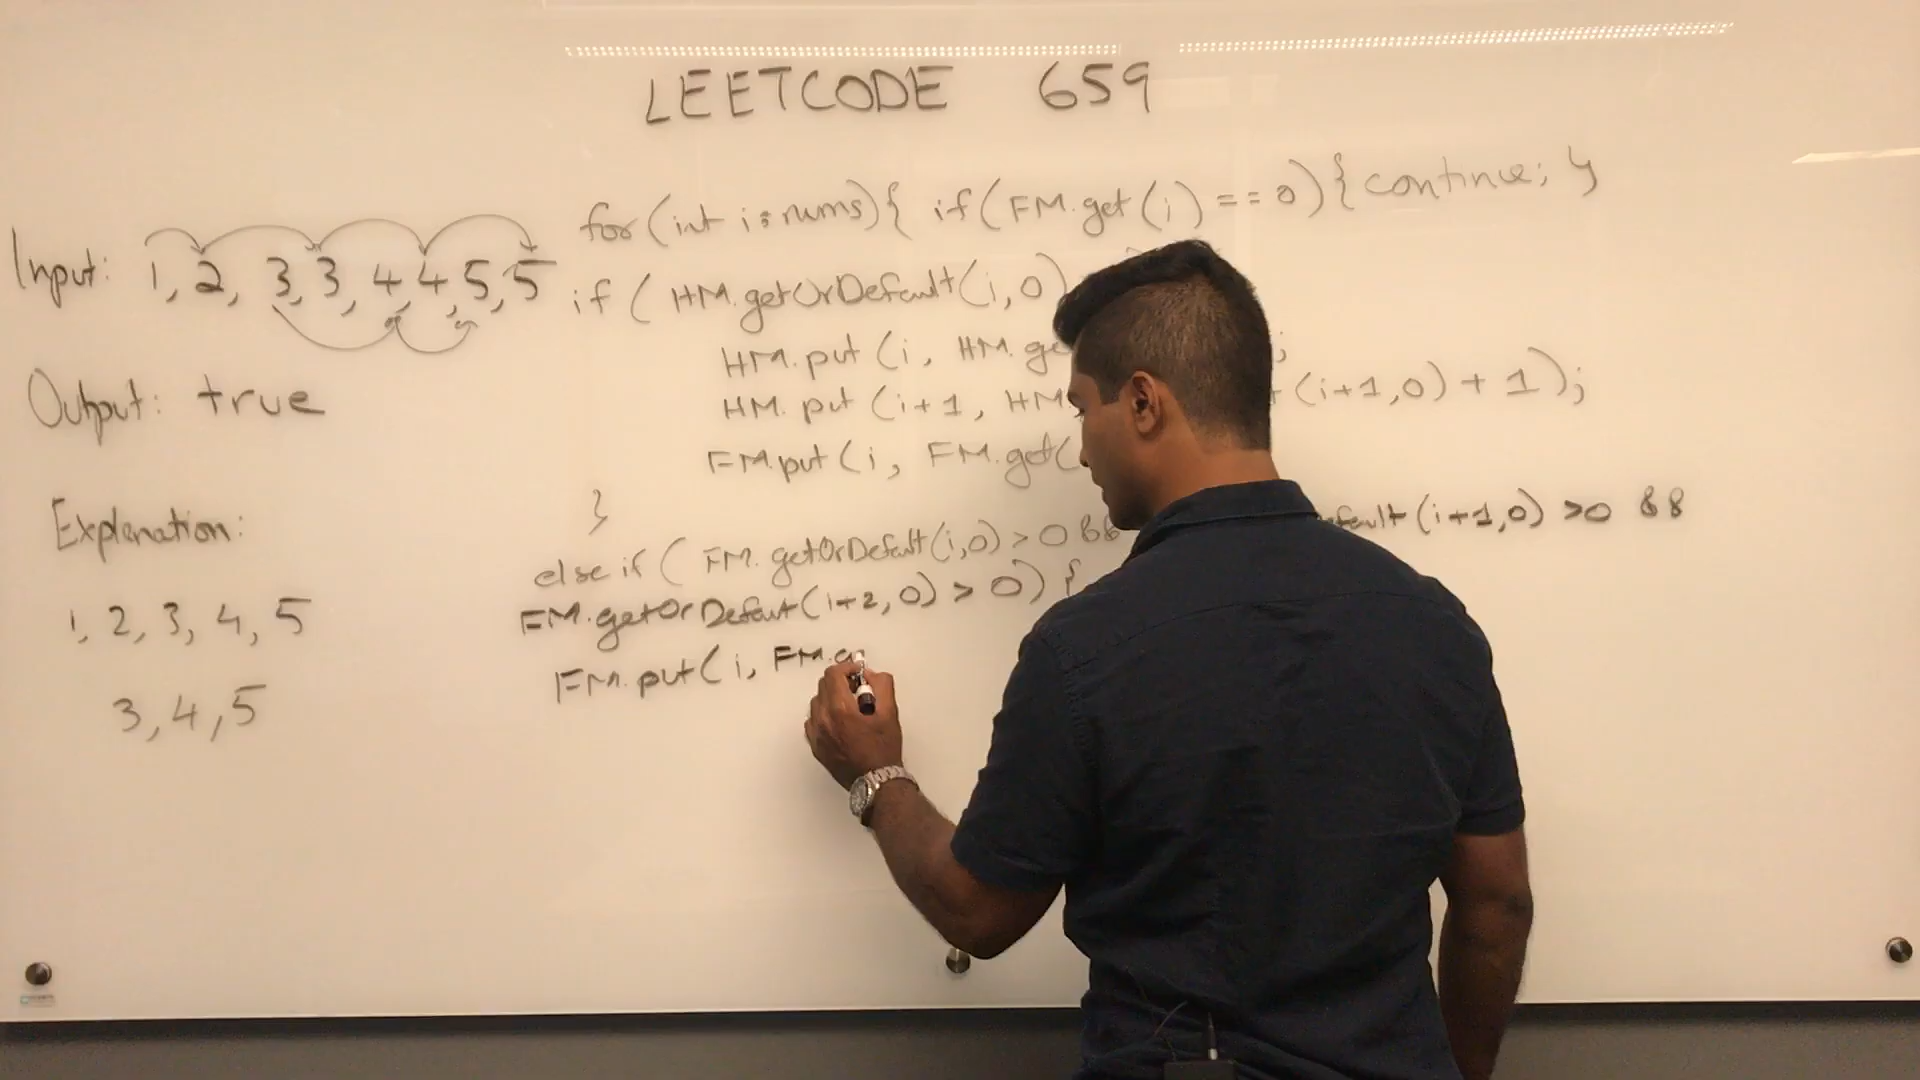 LEETCODE 659
for (int i : nums) { if (FM.get(i) == 0) { continue; }
Input: 1, 2, 3, 3, 4, 4, 5, 5
if ( HM.getOrDefault(i, 0)
HM.put (i, HM.ge ;
HM.put (i+1, HM (i+1, 0) + 1);
FM.put (i, FM.get(
}
Output: true
else if ( FM.getOrDefault(i, 0) > 0 && efault (i+1, 0) > 0 &&
FM.getOrDefault(i+2, 0) > 0) {
FM.put(i, FM.g
Explanation:
1, 2, 3, 4, 5
3, 4, 5